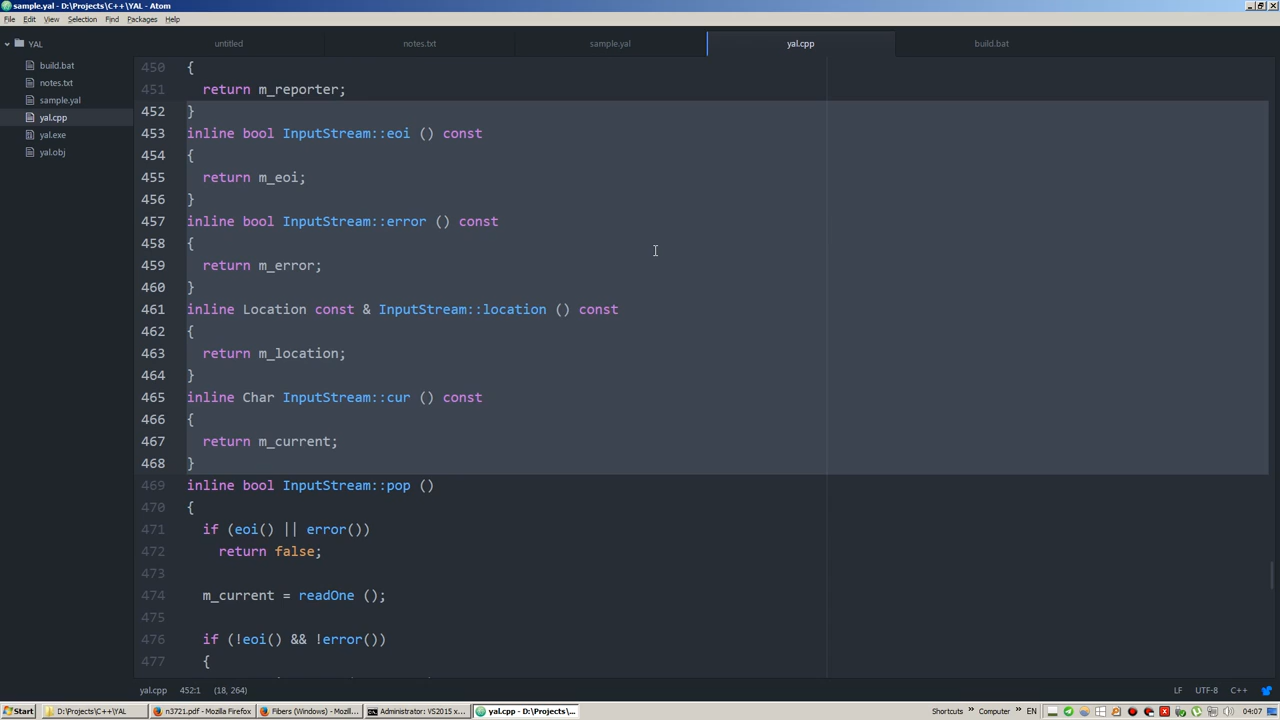 sample.yal - D:\Projects\C++\YAL - Atom
File Edit View Selection Find Packages Help
YAL
untitled notes.txt sample.yal yal.cpp build.bat
build.bat
notes.txt
sample.yal
yal.cpp
yal.exe
yal.obj
450 {
451 return m_reporter;
452 }
453 inline bool InputStream::eoi () const
454 {
455 return m_eoi;
456 }
457 inline bool InputStream::error () const
458 {
459 return m_error;
460 }
461 inline Location const & InputStream::location () const
462 {
463 return m_location;
464 }
465 inline Char InputStream::cur () const
466 {
467 return m_current;
468 }
469 inline bool InputStream::pop ()
470 {
471 if (eoi() || error())
472 return false;
473
474 m_current = readOne ();
475
476 if (!eoi() && !error())
477 {
yal.cpp 452:1 (18, 264) LF UTF-8 C++
Start D:\Projects\C++\YAL n3721.pdf - Mozilla Firefox Fibers (Windows) - Mozill... Administrator: VS2015 x... yal.cpp - D:\Projects\... Shortcuts » Computer » EN 04:07